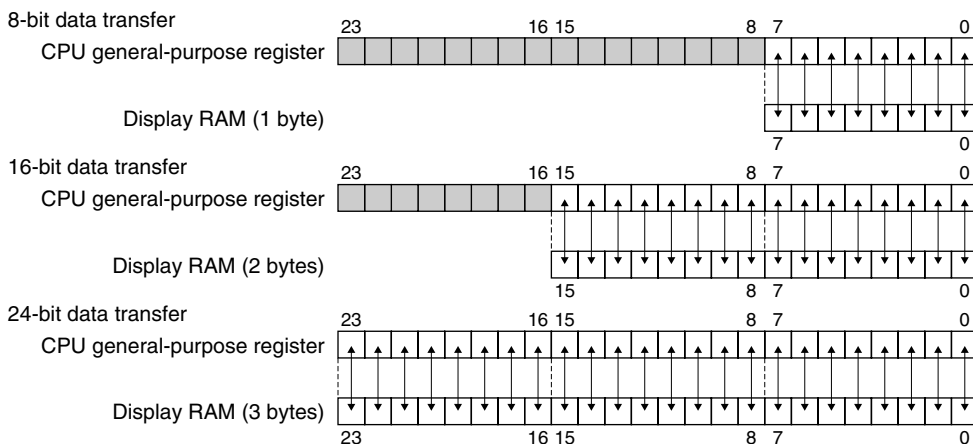 8-bit data transfer
23 16 15 8 7 0
CPU general-purpose register
Display RAM (1 byte)
7 0
16-bit data transfer
23 16 15 8 7 0
CPU general-purpose register
Display RAM (2 bytes)
15 8 7 0
24-bit data transfer
23 16 15 8 7 0
CPU general-purpose register
Display RAM (3 bytes)
23 16 15 8 7 0